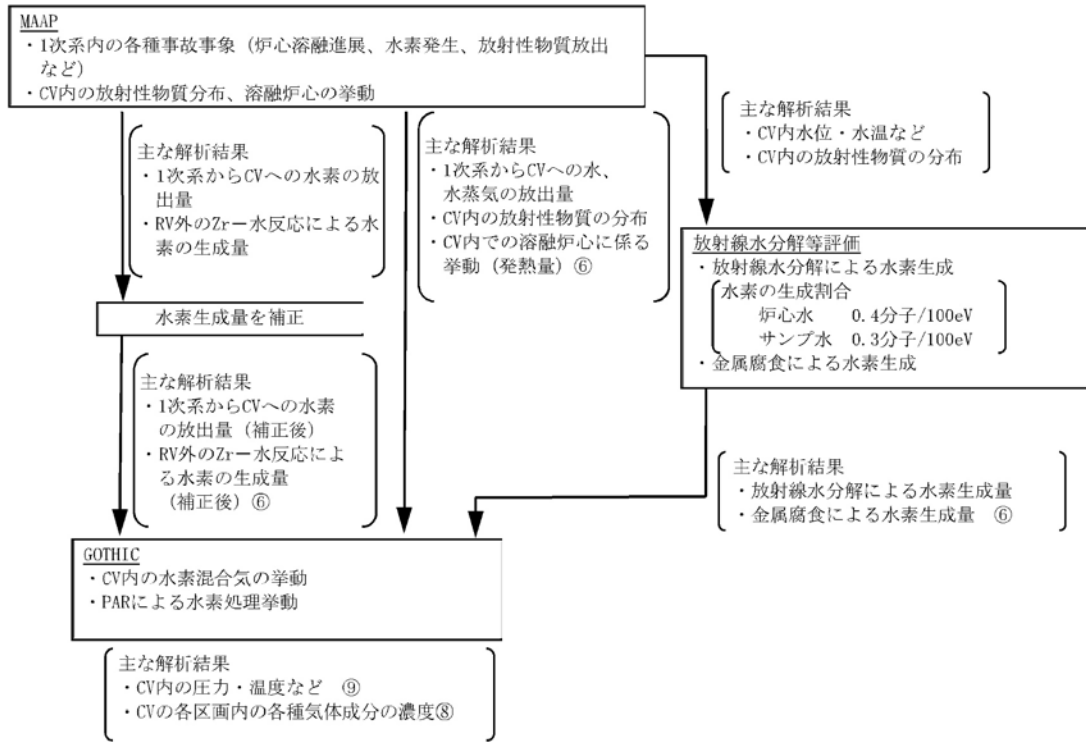 MAAP
・1次系内の各種事故事象(炉心溶融進展、水素発生、放射性物質放出
など)
・CV内の放射性物質分布、溶融炉心の挙動
主な解析結果
・1次系からCVへの水素の放
出量
・RV外のZr－水反応による水
素の生成量
主な解析結果
・1次系からCVへの水、
水蒸気の放出量
・CV内の放射性物質の分布
・CV内での溶融炉心に係る
挙動(発熱量)⑥
主な解析結果
・CV内水位・水温など
・CV内の放射性物質の分布
水素生成量を補正
放射線水分解等評価
・放射線水分解による水素生成
水素の生成割合
炉心水 0.4分子/100eV
サンプ水 0.3分子/100eV
・金属腐食による水素生成
主な解析結果
・1次系からCVへの水素
の放出量(補正後)
・RV外のZr－水反応によ
る水素の生成量
(補正後)⑥
主な解析結果
・放射線水分解による水素生成量
・金属腐食による水素生成量 ⑥
GOTHIC
・CV内の水素混合気の挙動
・PARによる水素処理挙動
主な解析結果
・CV内の圧力・温度など ⑨
・CVの各区画内の各種気体成分の濃度⑧